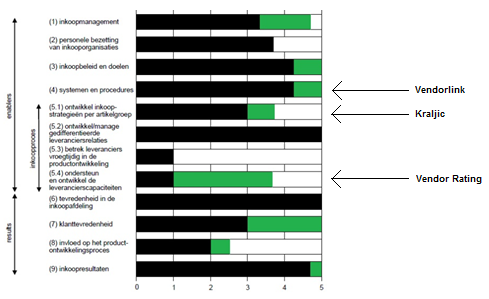 (1) inkoopmanagement
(2) personele bezetting
van inkooporganisaties
(3) inkoopbeleid en doelen
(4) systemen en procedures
Vendorlink
(5.1) ontwikkel inkoop-
strategieën per artikelgroep
Kraljic
(5.2) ontwikkel/manage
gedifferentieerde
leveranciersrelaties
(5.3) betrek leveranciers
vroegtijdig in de
productontwikkeling
(5.4) ondersteun
en ontwikkel de
leverancierscapaciteiten
Vendor Rating
(6) tevredenheid in de
inkoopafdeling
(7) klanttevredenheid
(8) invloed op het product-
ontwikkelingsproces
(9) inkoopresultaten
enablers
inkoopproces
results
0 1 2 3 4 5